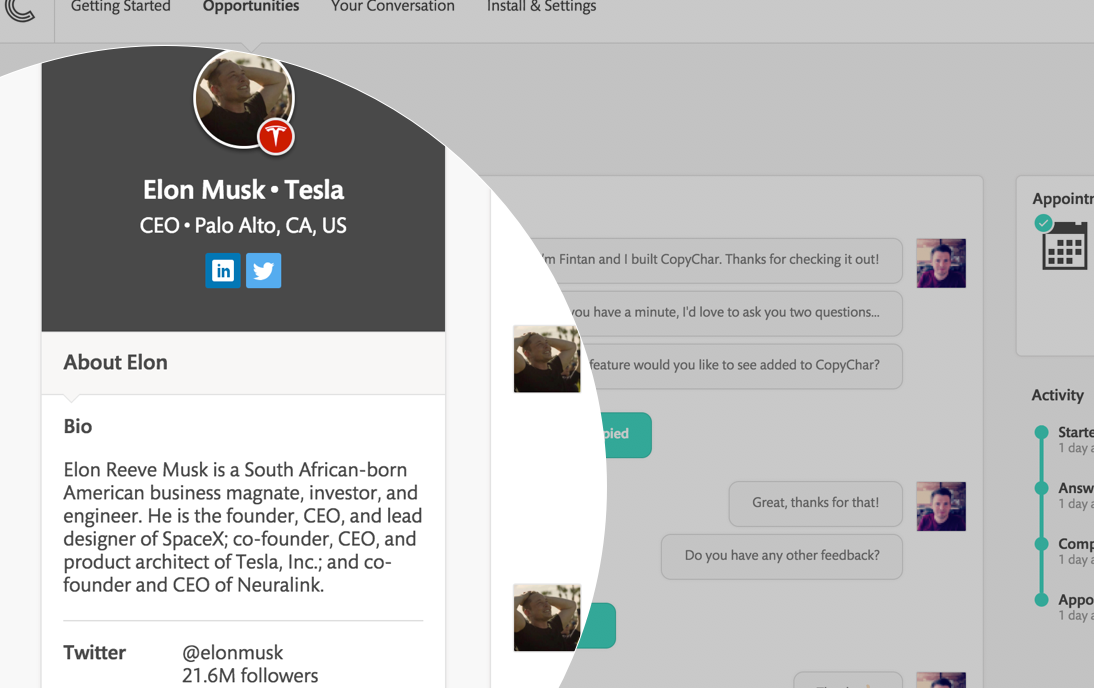 Getting Started Opportunities Your Conversation Install & Settings
Elon Musk • Tesla
CEO • Palo Alto, CA, US
in
About Elon
Bio
Elon Reeve Musk is a South African-born
American business magnate, investor, and
engineer. He is the founder, CEO, and lead
designer of SpaceX; co-founder, CEO, and
product architect of Tesla, Inc.; and co-
founder and CEO of Neuralink.
Twitter @elonmusk
21.6M followers
'm Fintan and I built CopyChar. Thanks for checking it out!
you have a minute, I'd love to ask you two questions...
feature would you like to see added to CopyChar?
pied
Great, thanks for that!
Do you have any other feedback?
Appointm
Activity
Starte
1 day a
Answ
1 day a
Comp
1 day a
Appo
1 day a